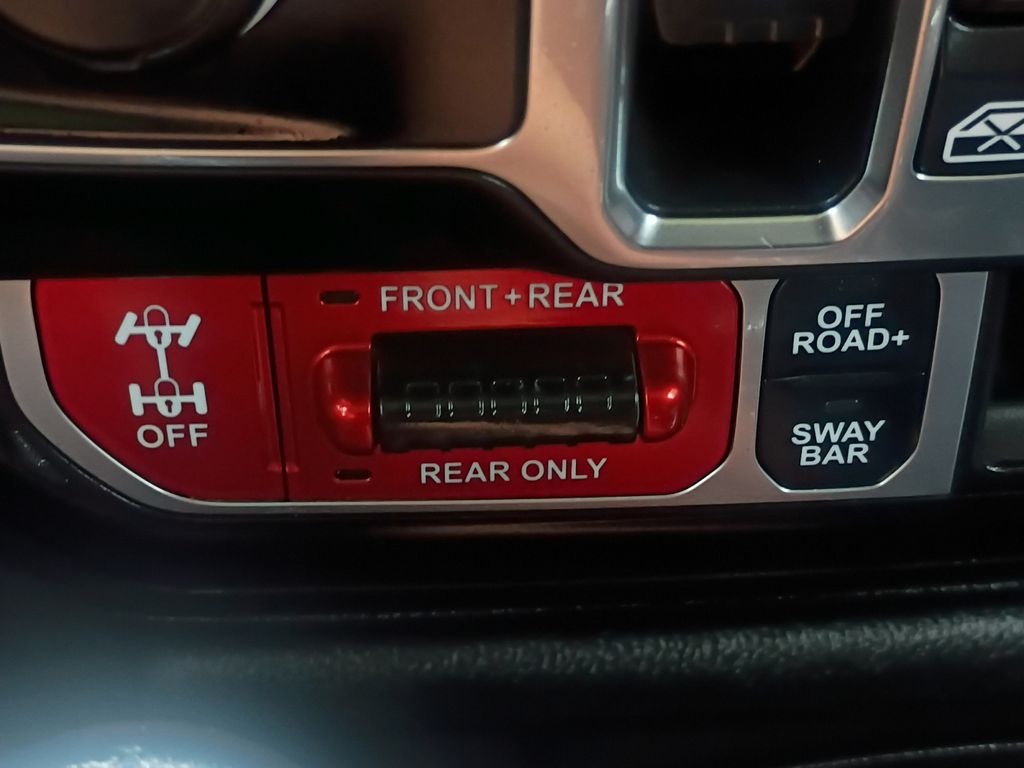 FRONT + REAR
OFF
REAR ONLY
OFF
ROAD+
SWAY
BAR